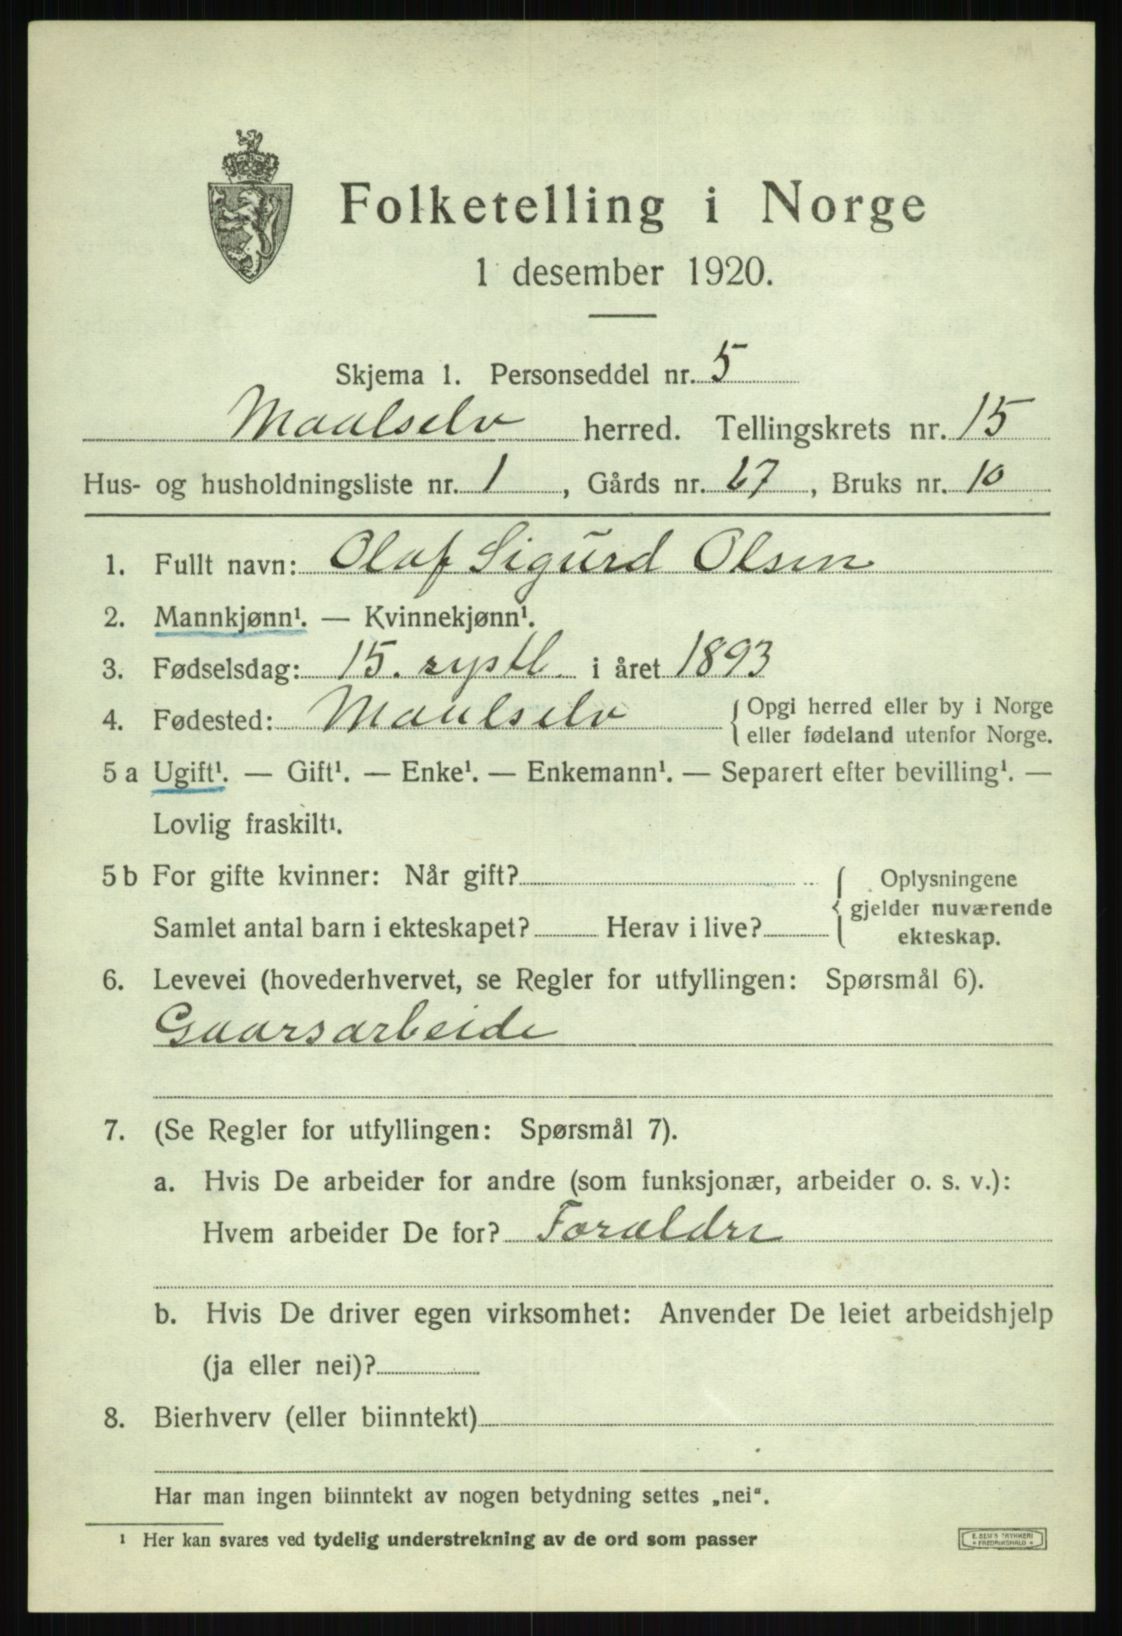 Folketelling i Norge
1 desember 1920.
Skjema 1. Personseddel nr. 5
Maalselv herred. Tellingskrets nr. 15
Hus- og husholdningsliste nr. 1, Gårds nr. 67, Bruks nr. 10
1. Fullt navn: Olaf Sigurd Olsen
2. Mannkjønn¹. — Kvinnekjønn¹.
3. Fødselsdag: 15. i året 1893
4. Fødested: Maalselv { Opgi herred eller by i Norge
eller fødeland utenfor Norge.
5 a Ugift¹. — Gift¹. — Enke¹. — Enkemann¹. — Separert efter bevilling¹. —
Lovlig fraskilt¹.
5 b For gifte kvinner: Når gift? { Oplysningene
gjelder nuværende
Samlet antal barn i ekteskapet? Herav i live? ekteskap.
6. Levevei (hovederhvervet, se Regler for utfyllingen: Spørsmål 6).
Gaarsarbeide
7. (Se Regler for utfyllingen: Spørsmål 7).
a. Hvis De arbeider for andre (som funksjonær, arbeider o. s. v.):
Hvem arbeider De for? Foraldre
b. Hvis De driver egen virksomhet: Anvender De leiet arbeidshjelp
(ja eller nei)?
8. Bierhverv (eller biinntekt)
Har man ingen biinntekt av nogen betydning settes „nei“.
¹ Her kan svares ved tydelig understrekning av de ord som passer
E. SEM'S TRYKKERI
FREDRIKSHALD